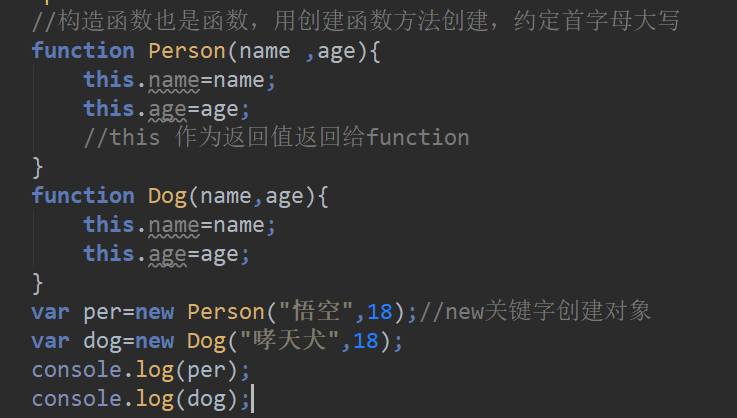 //构造函数也是函数，用创建函数方法创建，约定首字母大写
function Person(name ,age){
    this.name=name;
    this.age=age;
    //this 作为返回值返回给function
}
function Dog(name,age){
    this.name=name;
    this.age=age;
}
var per=new Person("悟空",18);//new关键字创建对象
var dog=new Dog("哮天犬",18);
console.log(per);
console.log(dog);